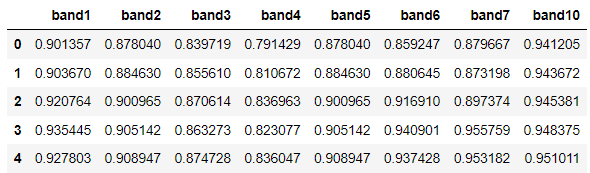 band1 band2 band3 band4 band5 band6 band7 band10
0 0.901357 0.878040 0.839719 0.791429 0.878040 0.859247 0.879667 0.941205
1 0.903670 0.884630 0.855610 0.810672 0.884630 0.880645 0.873198 0.943672
2 0.920764 0.900965 0.870614 0.836963 0.900965 0.916910 0.897374 0.945381
3 0.935445 0.905142 0.863273 0.823077 0.905142 0.940901 0.955759 0.948375
4 0.927803 0.908947 0.874728 0.836047 0.908947 0.937428 0.953182 0.951011